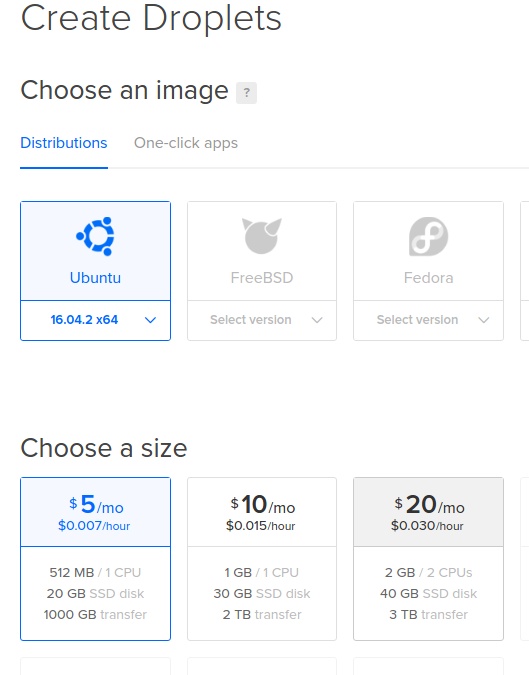 Create Droplets
Choose an image ?
Distributions One-click apps
Ubuntu FreeBSD Fedora
16.04.2 x64 Select version Select version
Choose a size
$ 5/mo $ 10/mo $ 20/mo
$0.007/hour $0.015/hour $0.030/hour
512 MB / 1 CPU 1 GB / 1 CPU 2 GB / 2 CPUs
20 GB SSD disk 30 GB SSD disk 40 GB SSD disk
1000 GB transfer 2 TB transfer 3 TB transfer